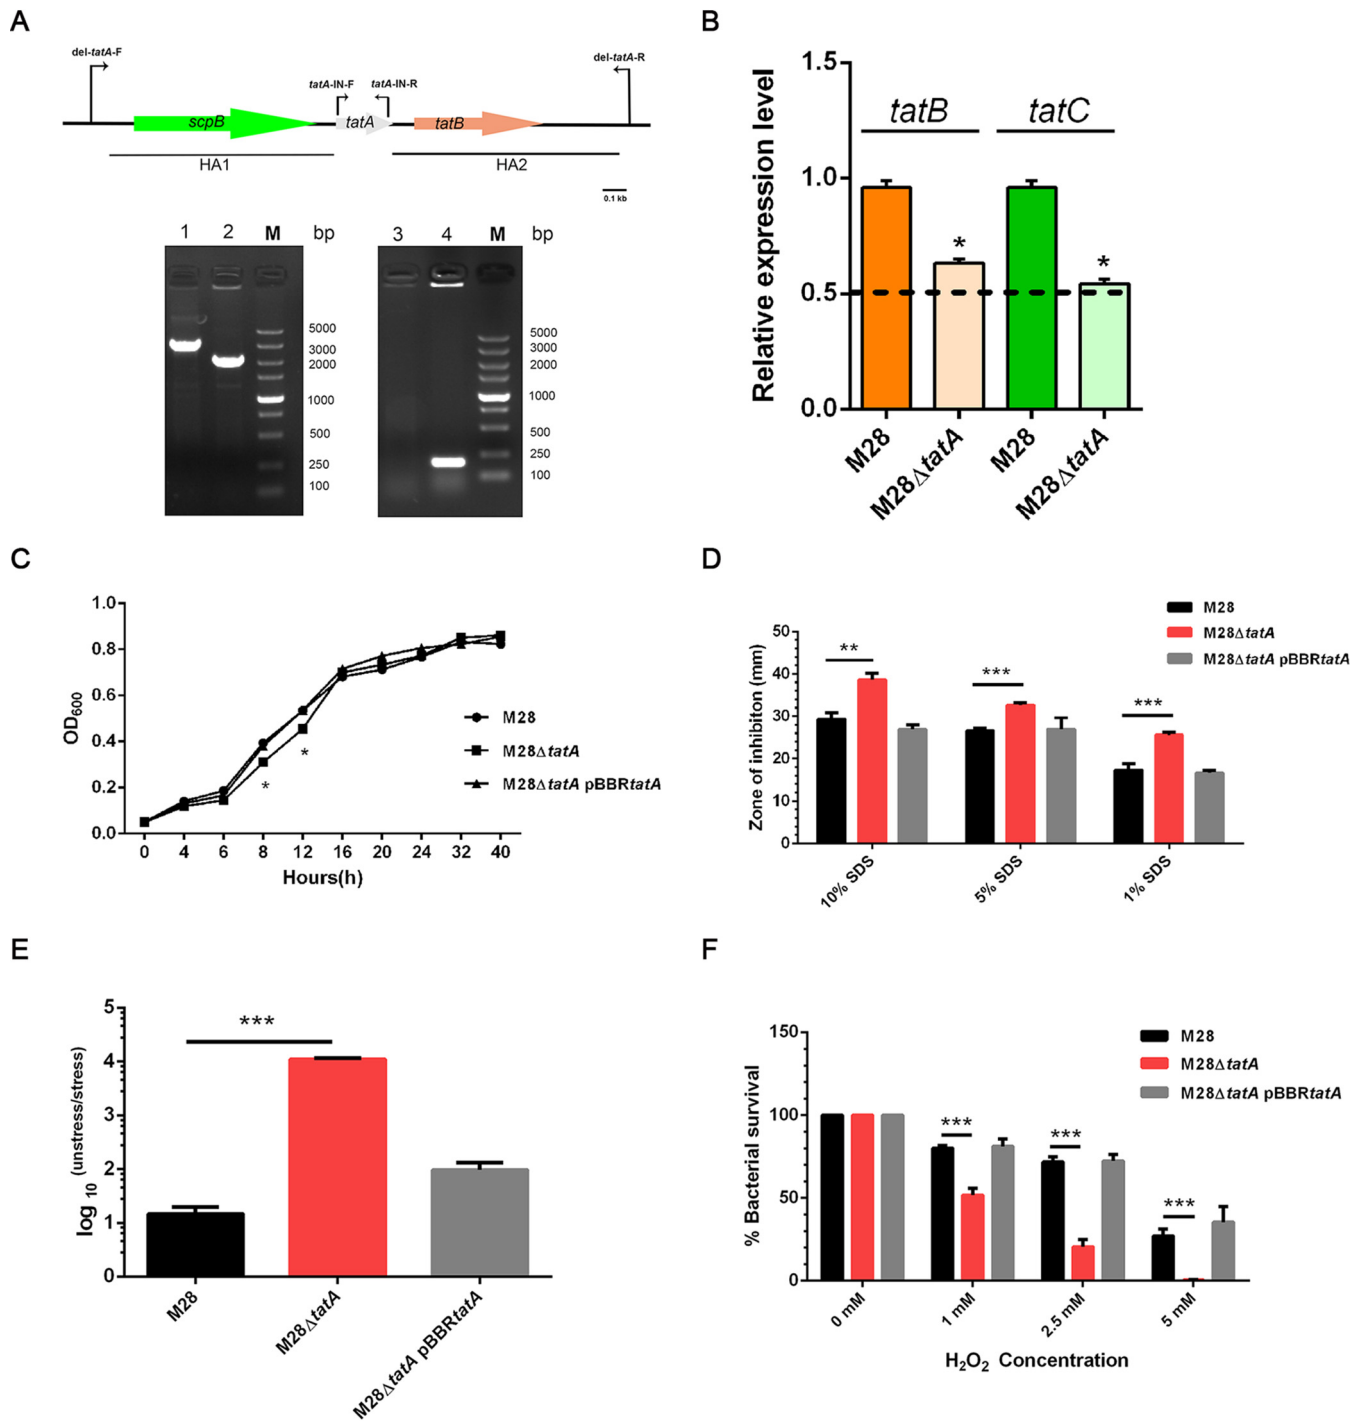 A
del-tatA-F
tatA-IN-F
tatA-IN-R
del-tatA-R
scpB
tatA
tatB
HA1
HA2
0.1 kb
1 2 M bp
5000
3000
2000
1000
500
250
100
3 4 M bp
5000
3000
2000
1000
500
250
100
B
Relative expression level
1.5
1.0
0.5
0.0
tatB
tatC
*
*
M28
M28ΔtatA
M28
M28ΔtatA
C
OD600
1.0
0.8
0.6
0.4
0.2
0.0
*
*
M28
M28ΔtatA
M28ΔtatA pBBRtatA
0 4 6 8 12 16 20 24 32 40
Hours(h)
D
M28
M28ΔtatA
M28ΔtatA pBBRtatA
Zone of inhibiton (mm)
50
40
30
20
10
0
**
***
***
10% SDS
5% SDS
1% SDS
E
log 10 (unstress/stress)
5
4
3
2
1
0
***
M28
M28ΔtatA
M28ΔtatA pBBRtatA
F
M28
M28ΔtatA
M28ΔtatA pBBRtatA
% Bacterial survival
150
100
50
0
***
***
***
0 mM
1 mM
2.5 mM
5 mM
H2O2 Concentration